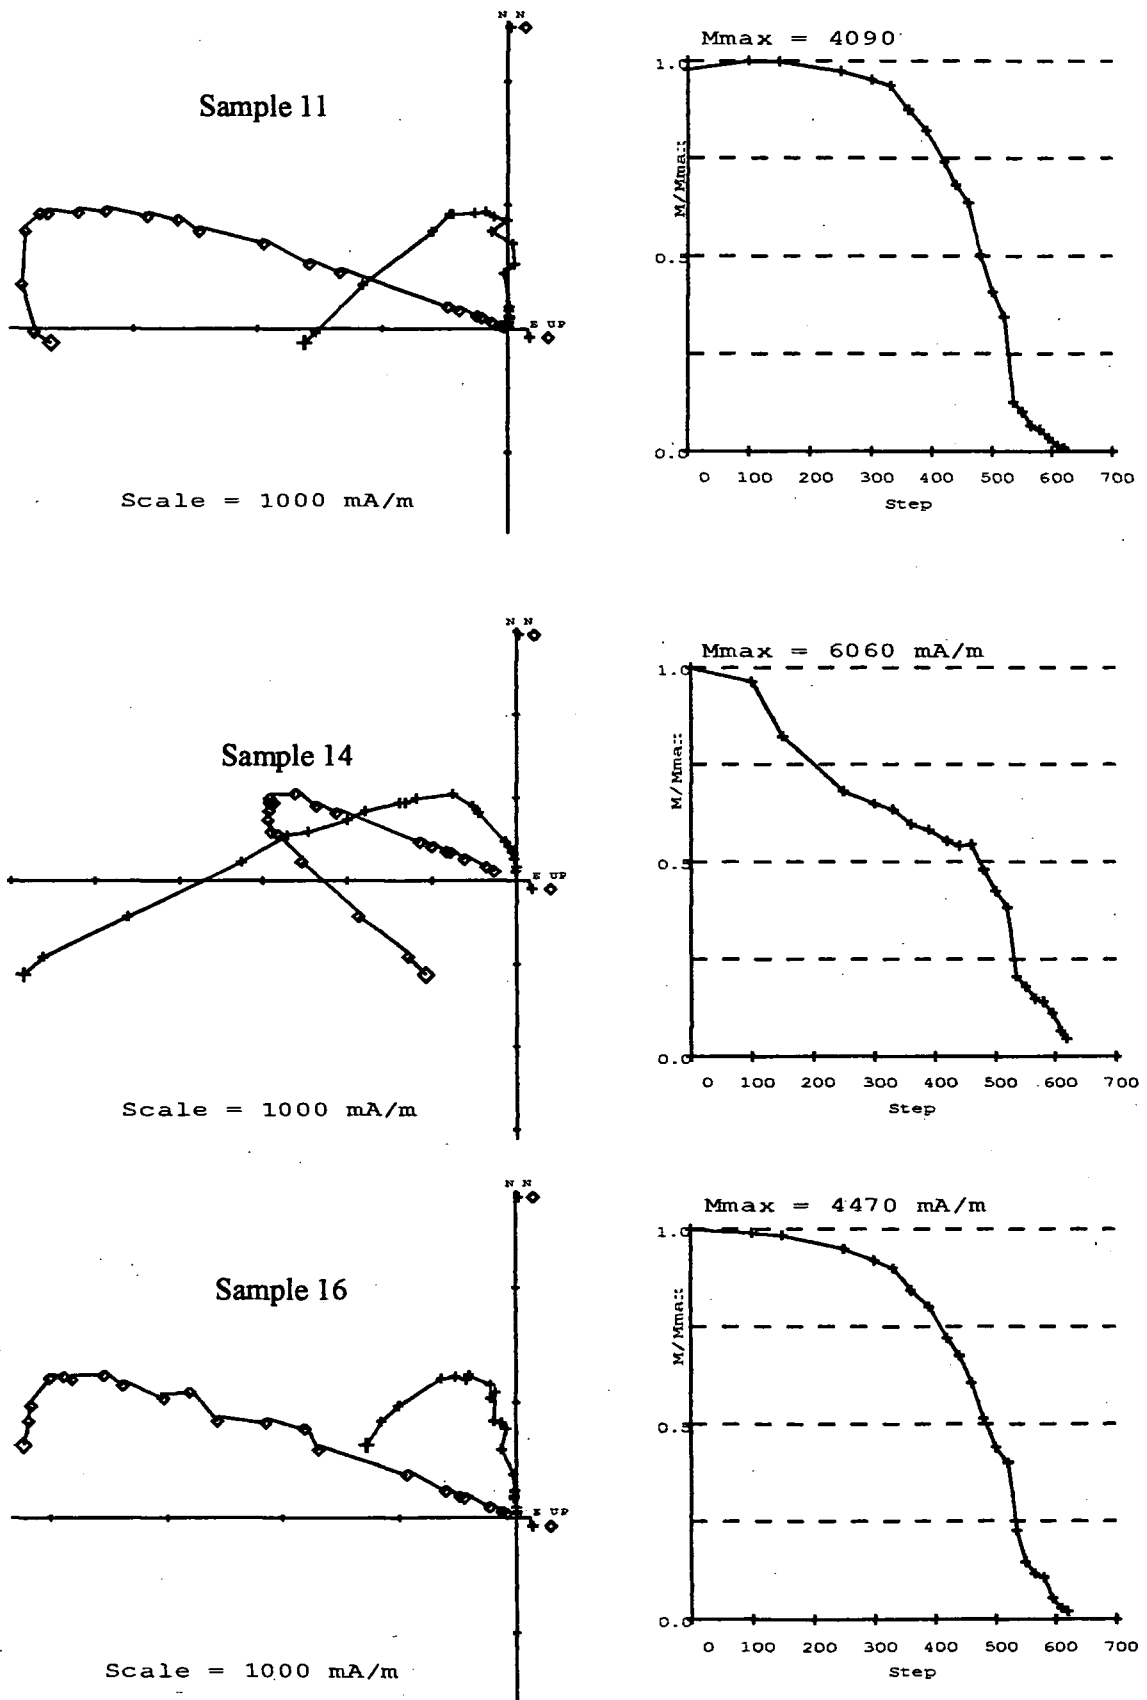 N N
Sample 11
E UP
Scale = 1000 mA/m
Mmax = 4090
1.0
0.5
0.0
M/Mmax
0 100 200 300 400 500 600 700
Step
N N
Sample 14
E UP
Scale = 1000 mA/m
Mmax = 6060 mA/m
1.0
0.5
0.0
M/Mmax
0 100 200 300 400 500 600 700
Step
N N
Sample 16
E UP
Scale = 1000 mA/m
Mmax = 4470 mA/m
1.0
0.5
0.0
M/Mmax
0 100 200 300 400 500 600 700
Step